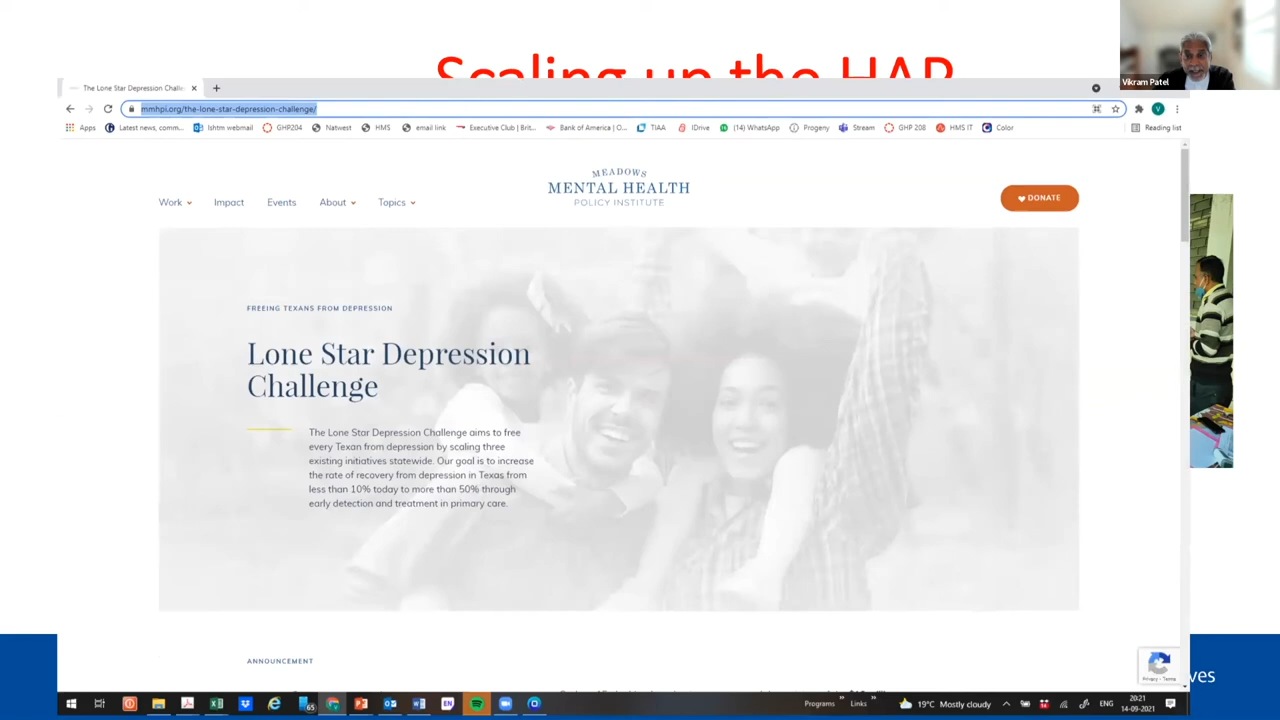 Scaling up the HAP
Vikram Patel
The Lone Star Depression Challe
mmhpi.org/the-lone-star-depression-challenge/
Apps Latest news, comm... lshtm webmail GHP204 Natwest HMS email link Executive Club | Brit... Bank of America | O... TIAA IDrive (14) WhatsApp Progeny Stream GHP 208 HMS IT Color Reading list
MEADOWS
MENTAL HEALTH
POLICY INSTITUTE
Work Impact Events About Topics
DONATE
FREEING TEXANS FROM DEPRESSION
Lone Star Depression
Challenge
The Lone Star Depression Challenge aims to free
every Texan from depression by scaling three
existing initiatives statewide. Our goal is to increase
the rate of recovery from depression in Texas from
less than 10% today to more than 50% through
early detection and treatment in primary care.
ANNOUNCEMENT
Privacy - Terms
ves
65
EN
Programs
Links
19°C Mostly cloudy
ENG
20:21
14-09-2021